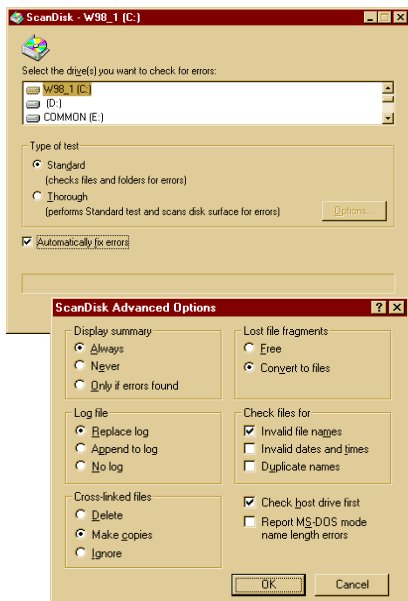 ScanDisk - W98_1 (C:)
Select the drive(s) you want to check for errors:
W98_1 (C:)
(D:)
COMMON (E:)
Type of test
Standard
(checks files and folders for errors)
Thorough
(performs Standard test and scans disk surface for errors)
Options...
Automatically fix errors
ScanDisk Advanced Options
Display summary
Always
Never
Only if errors found
Lost file fragments
Free
Convert to files
Log file
Replace log
Append to log
No log
Check files for
Invalid file names
Invalid dates and times
Duplicate names
Cross-linked files
Delete
Make copies
Ignore
Check host drive first
Report MS-DOS mode
name length errors
OK
Cancel